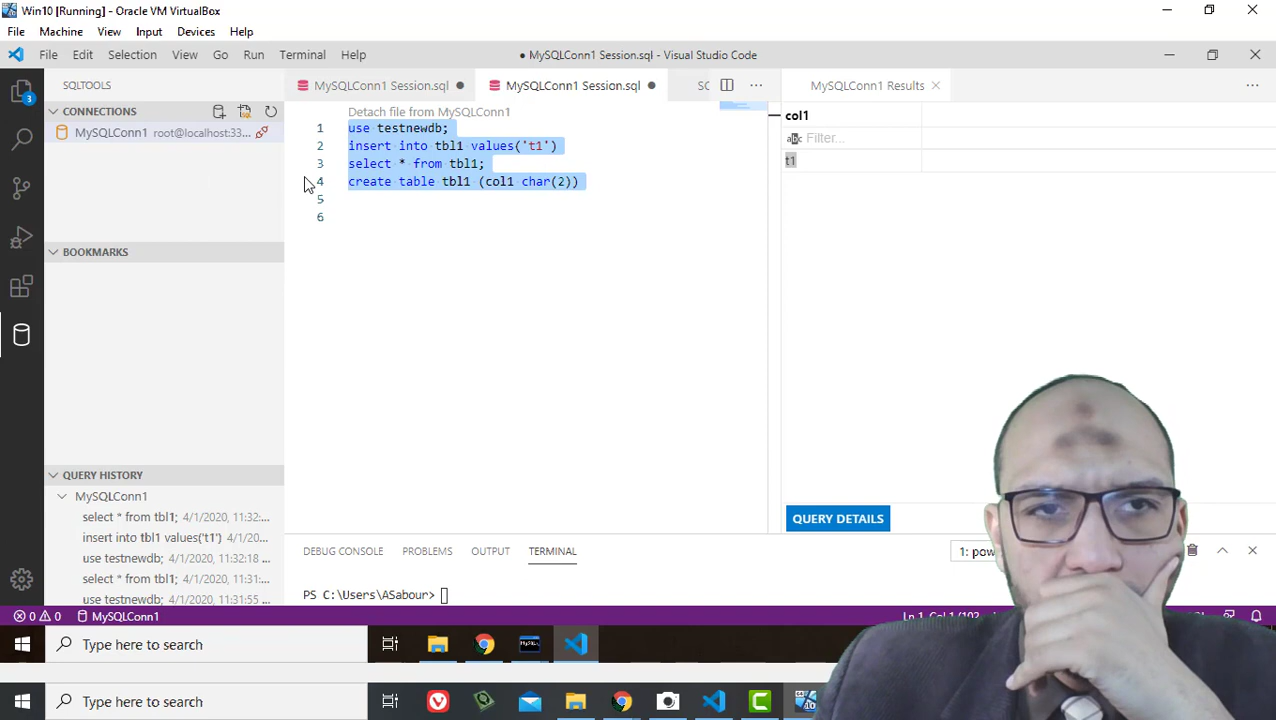 Win10 [Running] - Oracle VM VirtualBox
File Machine View Input Devices Help
File Edit Selection View Go Run Terminal Help
● MySQLConn1 Session.sql - Visual Studio Code
SQLTOOLS
MySQLConn1 Session.sql
MySQLConn1 Session.sql
SC
MySQLConn1 Results
CONNECTIONS
MySQLConn1 root@localhost:33...
3
Detach file from MySQLConn1
1 use testnewdb;
2 insert into tbl1 values('t1')
3 select * from tbl1;
4 create table tbl1 (col1 char(2))
5
6
col1
abc Filter...
t1
BOOKMARKS
QUERY HISTORY
MySQLConn1
select * from tbl1; 4/1/2020, 11:32:...
insert into tbl1 values('t1') 4/1/20...
use testnewdb; 4/1/2020, 11:32:18
select * from tbl1; 4/1/2020, 11:31:...
use testnewdb; 4/1/2020, 11:31:55
QUERY DETAILS
DEBUG CONSOLE PROBLEMS OUTPUT TERMINAL
1: pow
PS C:\Users\ASabour>
0 0 MySQLConn1
Type here to search
Type here to search